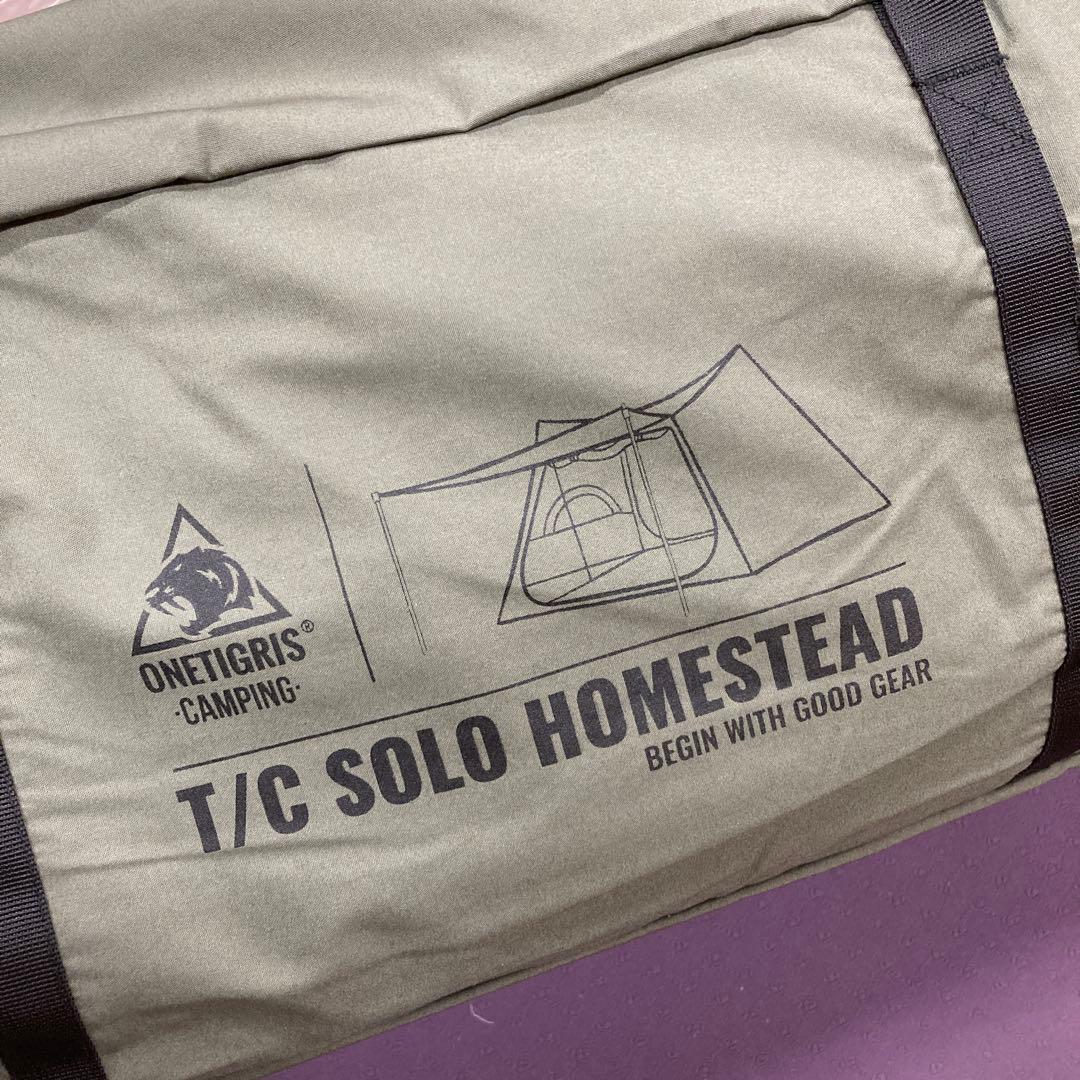 ONETIGRIS®
·CAMPING·
T/C SOLO HOMESTEAD
BEGIN WITH GOOD GEAR